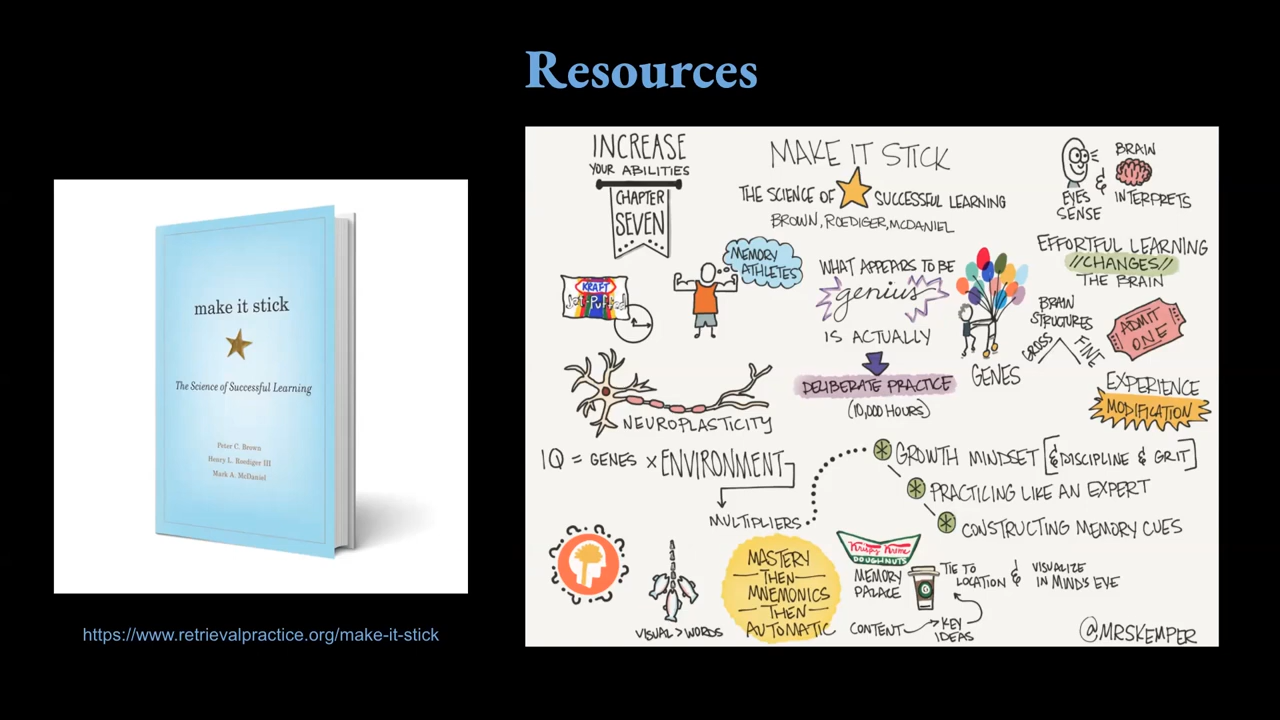 Resources
make it stick
The Science of Successful Learning
Peter C. Brown
Henry L. Roediger III
Mark A. McDaniel
https://www.retrievalpractice.org/make-it-stick
INCREASE
YOUR ABILITIES
CHAPTER
SEVEN
MAKE IT STICK
THE SCIENCE OF SUCCESSFUL LEARNING
BROWN, ROEDIGER, MCDANIEL
EYES
SENSE
&
BRAIN
INTERPRETS
KRAFT
Jet-Puffed
MEMORY
ATHLETES
WHAT APPEARS TO BE
genius
IS ACTUALLY
DELIBERATE PRACTICE
(10,000 HOURS)
GENES
EFFORTFUL LEARNING
//CHANGES//
THE BRAIN
BRAIN
STRUCTURES
GROSS
FINE
ADMIT
ONE
EXPERIENCE
MODIFICATION
NEUROPLASTICITY
IQ = GENES x ENVIRONMENT
MULTIPLIERS
GROWTH MINDSET [& DISCIPLINE & GRIT]
PRACTICING LIKE AN EXPERT
CONSTRUCTING MEMORY CUES
VISUAL > WORDS
MASTERY
THEN
MNEMONICS
THEN
AUTOMATIC
Krispy Kreme
DOUGHNUTS
MEMORY
PALACE
TIE TO
LOCATION
&
VISUALIZE
IN MIND'S EYE
CONTENT
KEY
IDEAS
@MRSKEMPER